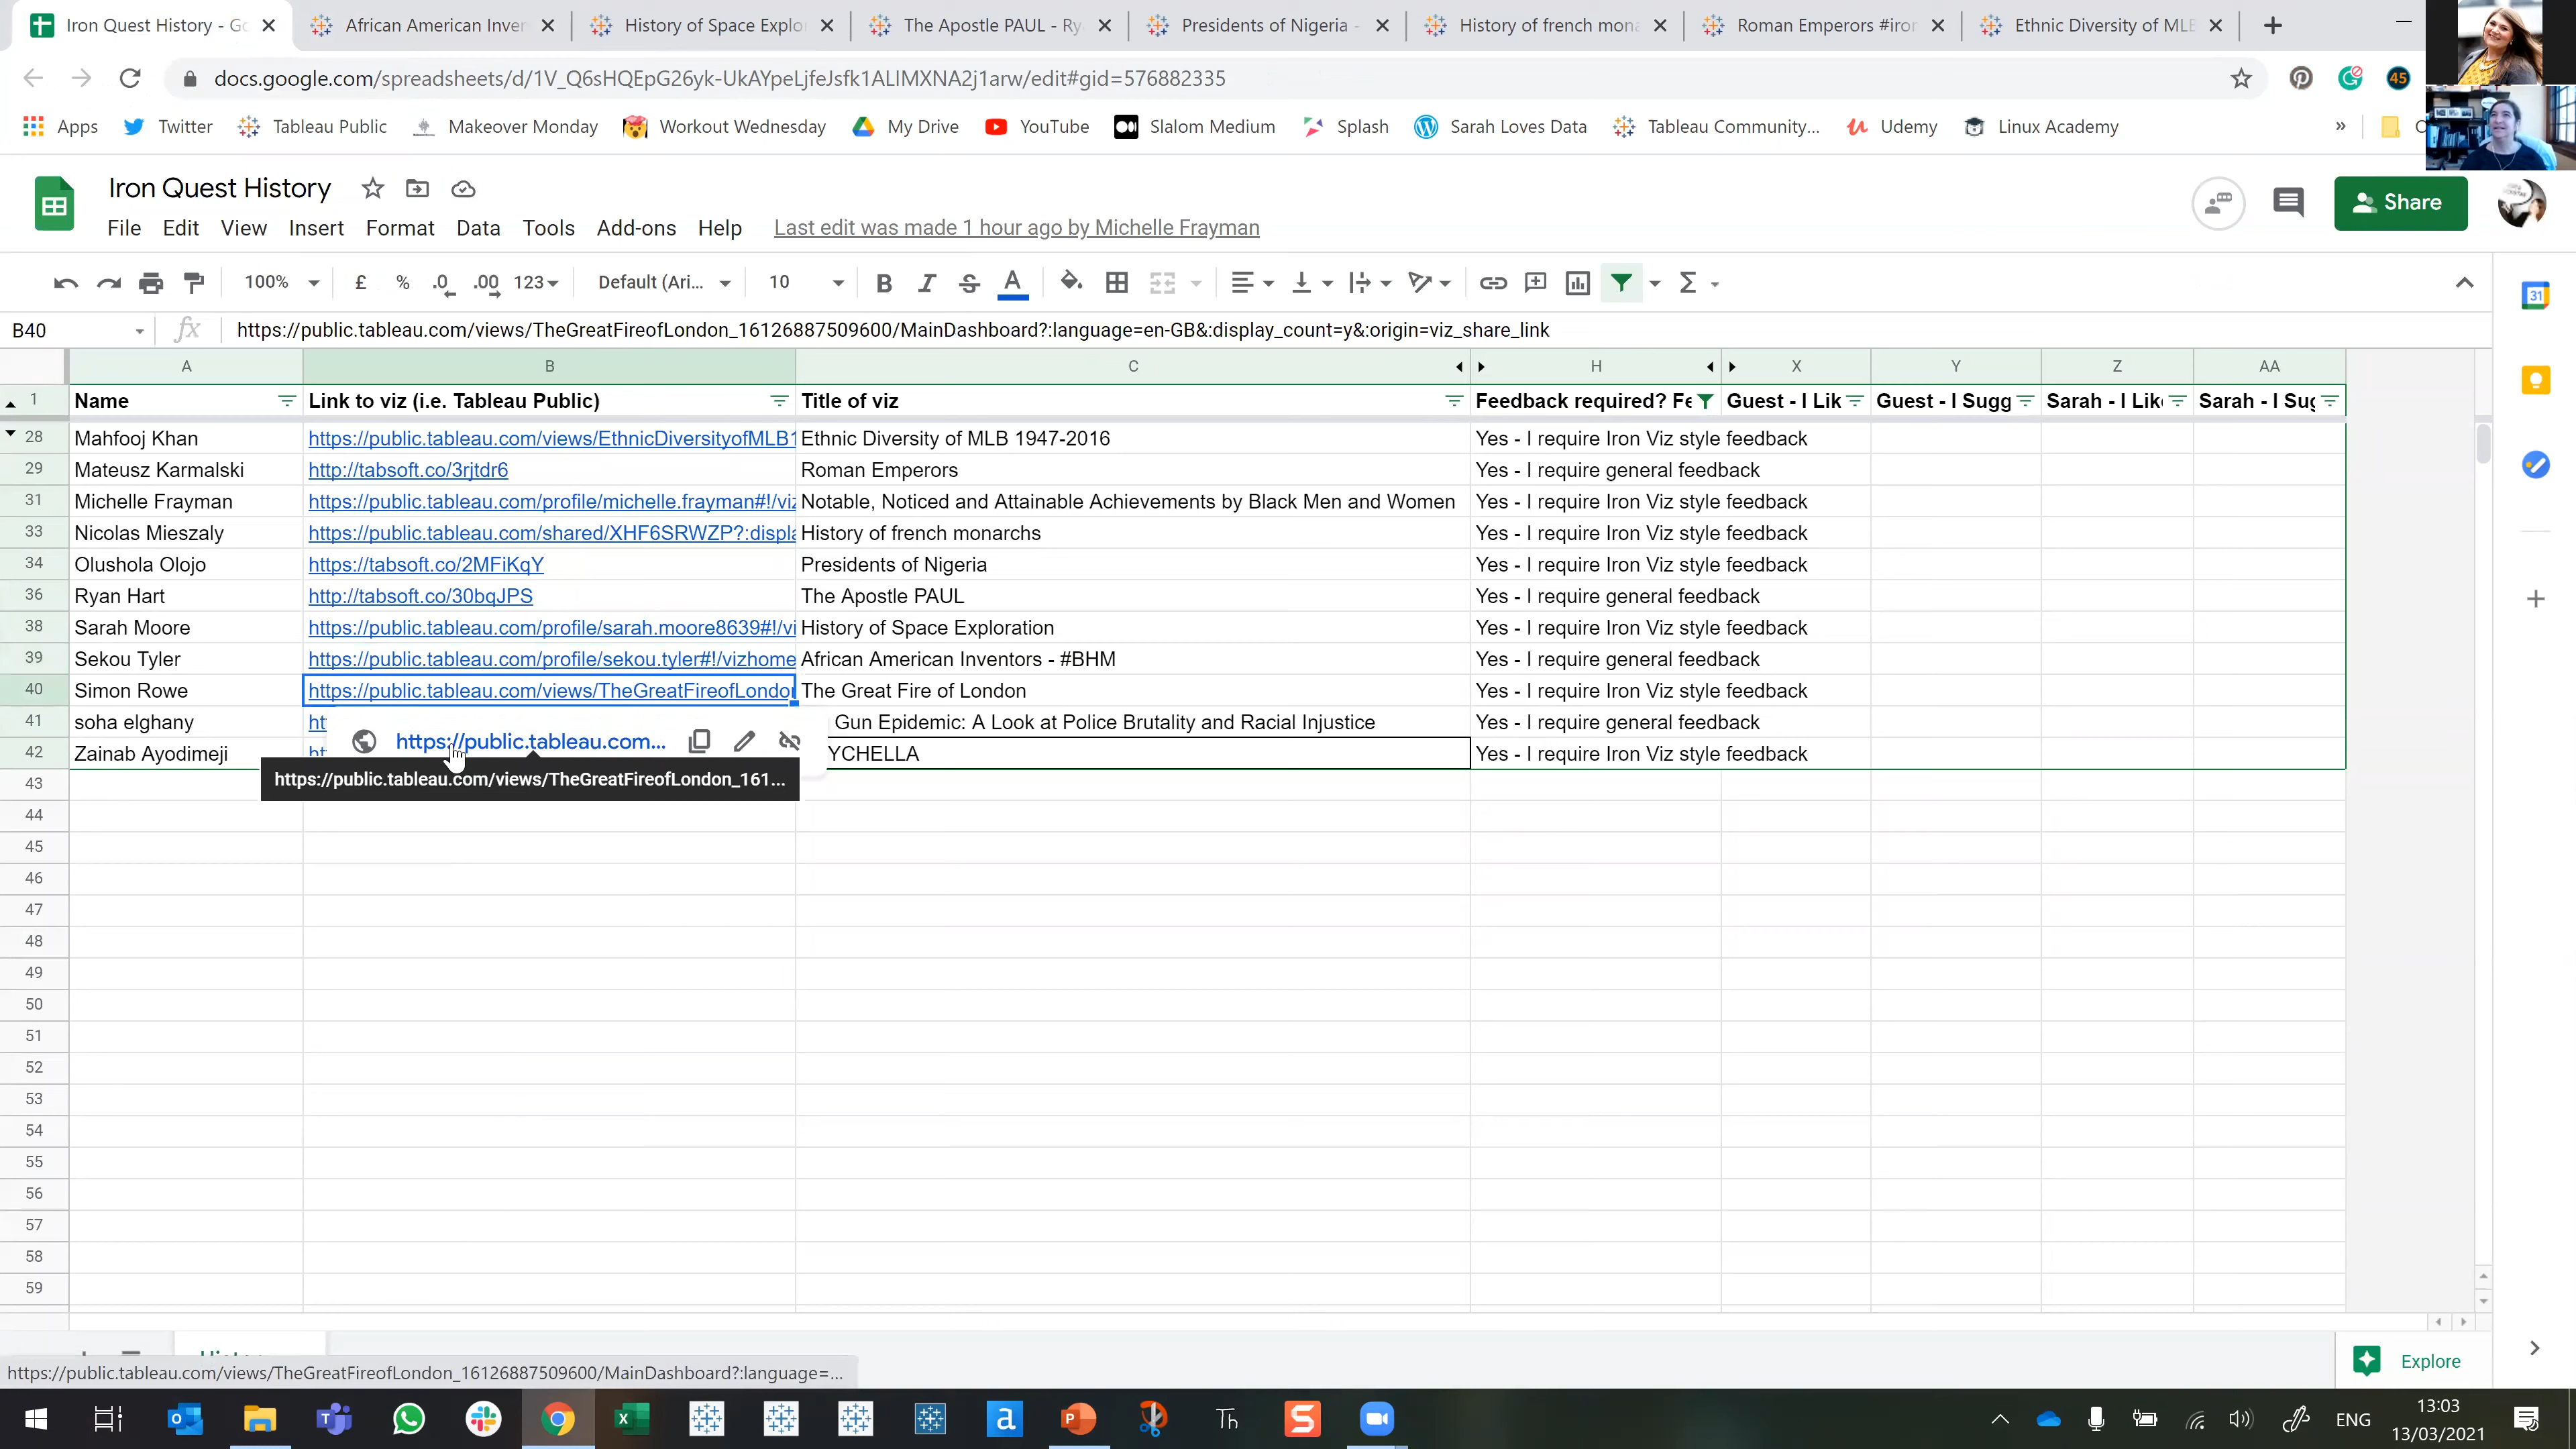 Iron Quest History - Go
African American Inven
History of Space Explo
The Apostle PAUL - Ry
Presidents of Nigeria -
History of french mona
Roman Emperors #iron
Ethnic Diversity of MLB
docs.google.com/spreadsheets/d/1V_Q6sHQEpG26yk-UkAYpeLjfeJsfk1ALIMXNA2j1arw/edit#gid=576882335
45
Apps Twitter Tableau Public Makeover Monday Workout Wednesday My Drive YouTube Slalom Medium Splash Sarah Loves Data Tableau Community... Udemy Linux Academy »
Iron Quest History
Share
File Edit View Insert Format Data Tools Add-ons Help Last edit was made 1 hour ago by Michelle Frayman
100% £ % .0 .00 123 Default (Ari... 10 B I S A Σ
31
B40 fx https://public.tableau.com/views/TheGreatFireofLondon_16126887509600/MainDashboard?:language=en-GB&:display_count=y&:origin=viz_share_link
A B C H X Y Z AA
1 Name Link to viz (i.e. Tableau Public) Title of viz Feedback required? Fe Guest - I Lik Guest - I Sugg Sarah - I Lik Sarah - I Sug
28 Mahfooj Khan https://public.tableau.com/views/EthnicDiversityofMLB1 Ethnic Diversity of MLB 1947-2016 Yes - I require Iron Viz style feedback
29 Mateusz Karmalski http://tabsoft.co/3rjtdr6 Roman Emperors Yes - I require general feedback
31 Michelle Frayman https://public.tableau.com/profile/michelle.frayman#!/viz Notable, Noticed and Attainable Achievements by Black Men and Women Yes - I require Iron Viz style feedback
33 Nicolas Mieszaly https://public.tableau.com/shared/XHF6SRWZP?:displa History of french monarchs Yes - I require Iron Viz style feedback
34 Olushola Olojo https://tabsoft.co/2MFiKqY Presidents of Nigeria Yes - I require Iron Viz style feedback
36 Ryan Hart http://tabsoft.co/30bqJPS The Apostle PAUL Yes - I require general feedback
38 Sarah Moore https://public.tableau.com/profile/sarah.moore8639#!/vi History of Space Exploration Yes - I require Iron Viz style feedback
39 Sekou Tyler https://public.tableau.com/profile/sekou.tyler#!/vizhome African American Inventors - #BHM Yes - I require general feedback
40 Simon Rowe https://public.tableau.com/views/TheGreatFireofLondon The Great Fire of London Yes - I require Iron Viz style feedback
41 soha elghany ht Gun Epidemic: A Look at Police Brutality and Racial Injustice Yes - I require general feedback
https://public.tableau.com...
42 Zainab Ayodimeji YCHELLA Yes - I require Iron Viz style feedback
https://public.tableau.com/views/TheGreatFireofLondon_161...
43
44
45
46
47
48
49
50
51
52
53
54
55
56
57
58
59
Explore
https://public.tableau.com/views/TheGreatFireofLondon_16126887509600/MainDashboard?:language=...
Th
ENG
13:03
13/03/2021